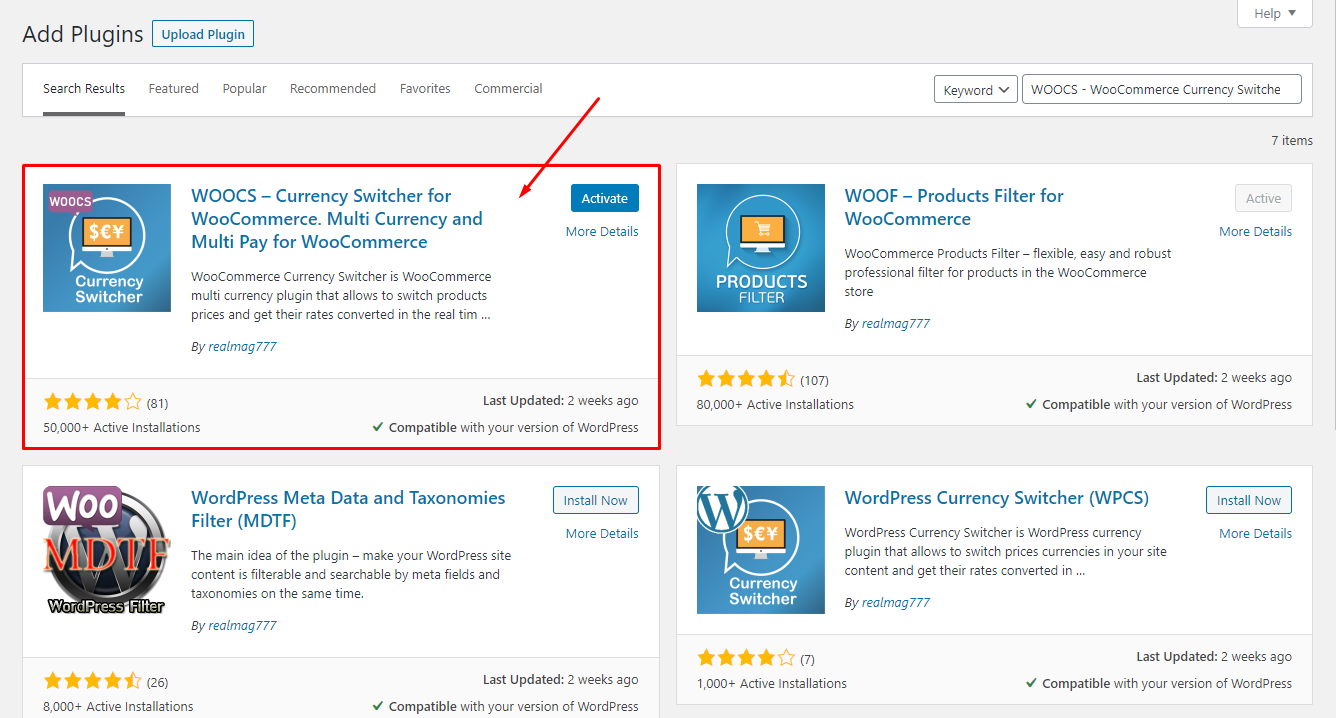 Help
Add Plugins Upload Plugin
Search Results Featured Popular Recommended Favorites Commercial Keyword WOOCS - WooCommerce Currency Switche
7 items
WOOCS
$€¥
Currency
Switcher
WOOCS – Currency Switcher for
WooCommerce. Multi Currency and
Multi Pay for WooCommerce
Activate
More Details
WooCommerce Currency Switcher is WooCommerce
multi currency plugin that allows to switch products
prices and get their rates converted in the real tim ...
By realmag777
(81)
50,000+ Active Installations
Last Updated: 2 weeks ago
Compatible with your version of WordPress
PRODUCTS
FILTER
WOOF – Products Filter for
WooCommerce
Active
More Details
WooCommerce Products Filter – flexible, easy and robust
professional filter for products in the WooCommerce
store
By realmag777
(107)
80,000+ Active Installations
Last Updated: 2 weeks ago
Compatible with your version of WordPress
Woo
MDTF
WordPress Filter
WordPress Meta Data and Taxonomies
Filter (MDTF)
Install Now
More Details
The main idea of the plugin – make your WordPress site
content is filterable and searchable by meta fields and
taxonomies on the same time.
By realmag777
(26)
8,000+ Active Installations
Last Updated: 2 weeks ago
Compatible with your version of WordPress
W
$€¥
Currency
Switcher
WordPress Currency Switcher (WPCS)
Install Now
More Details
WordPress Currency Switcher is WordPress currency
plugin that allows to switch prices currencies in your site
content and get their rates converted in ...
By realmag777
(7)
1,000+ Active Installations
Last Updated: 2 weeks ago
Compatible with your version of WordPress